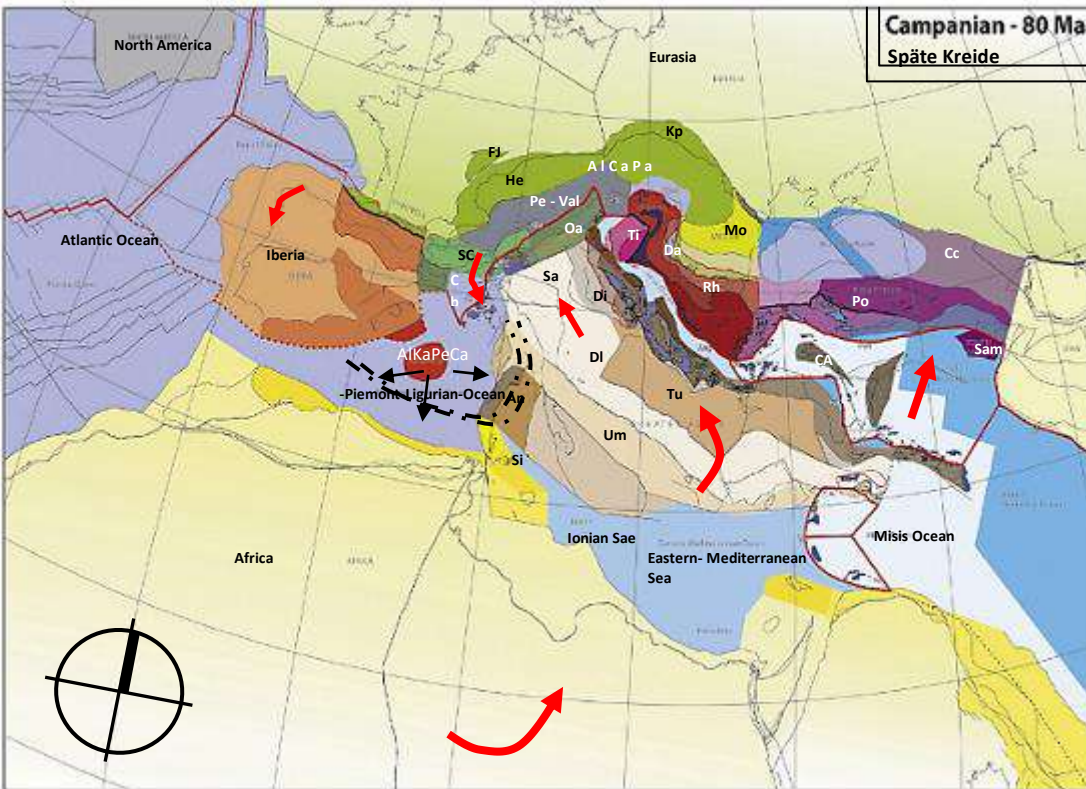 Campanian - 80 Ma
Späte Kreide
North America
Eurasia
Kp
FJ
He
A l C a P a
Pe - Val
Oa
Ti
Da
Mo
Atlantic Ocean
Iberia
SC
C
h
Sa
Di
Rh
Cc
Po
Sam
AlKaPeCa
Dl
CA
-Piemont-Ligurian-Ocean
Ap
Tu
Um
Si
Ionian Sae
Eastern- Mediterranean
Sea
Misis Ocean
Africa
AFRICA